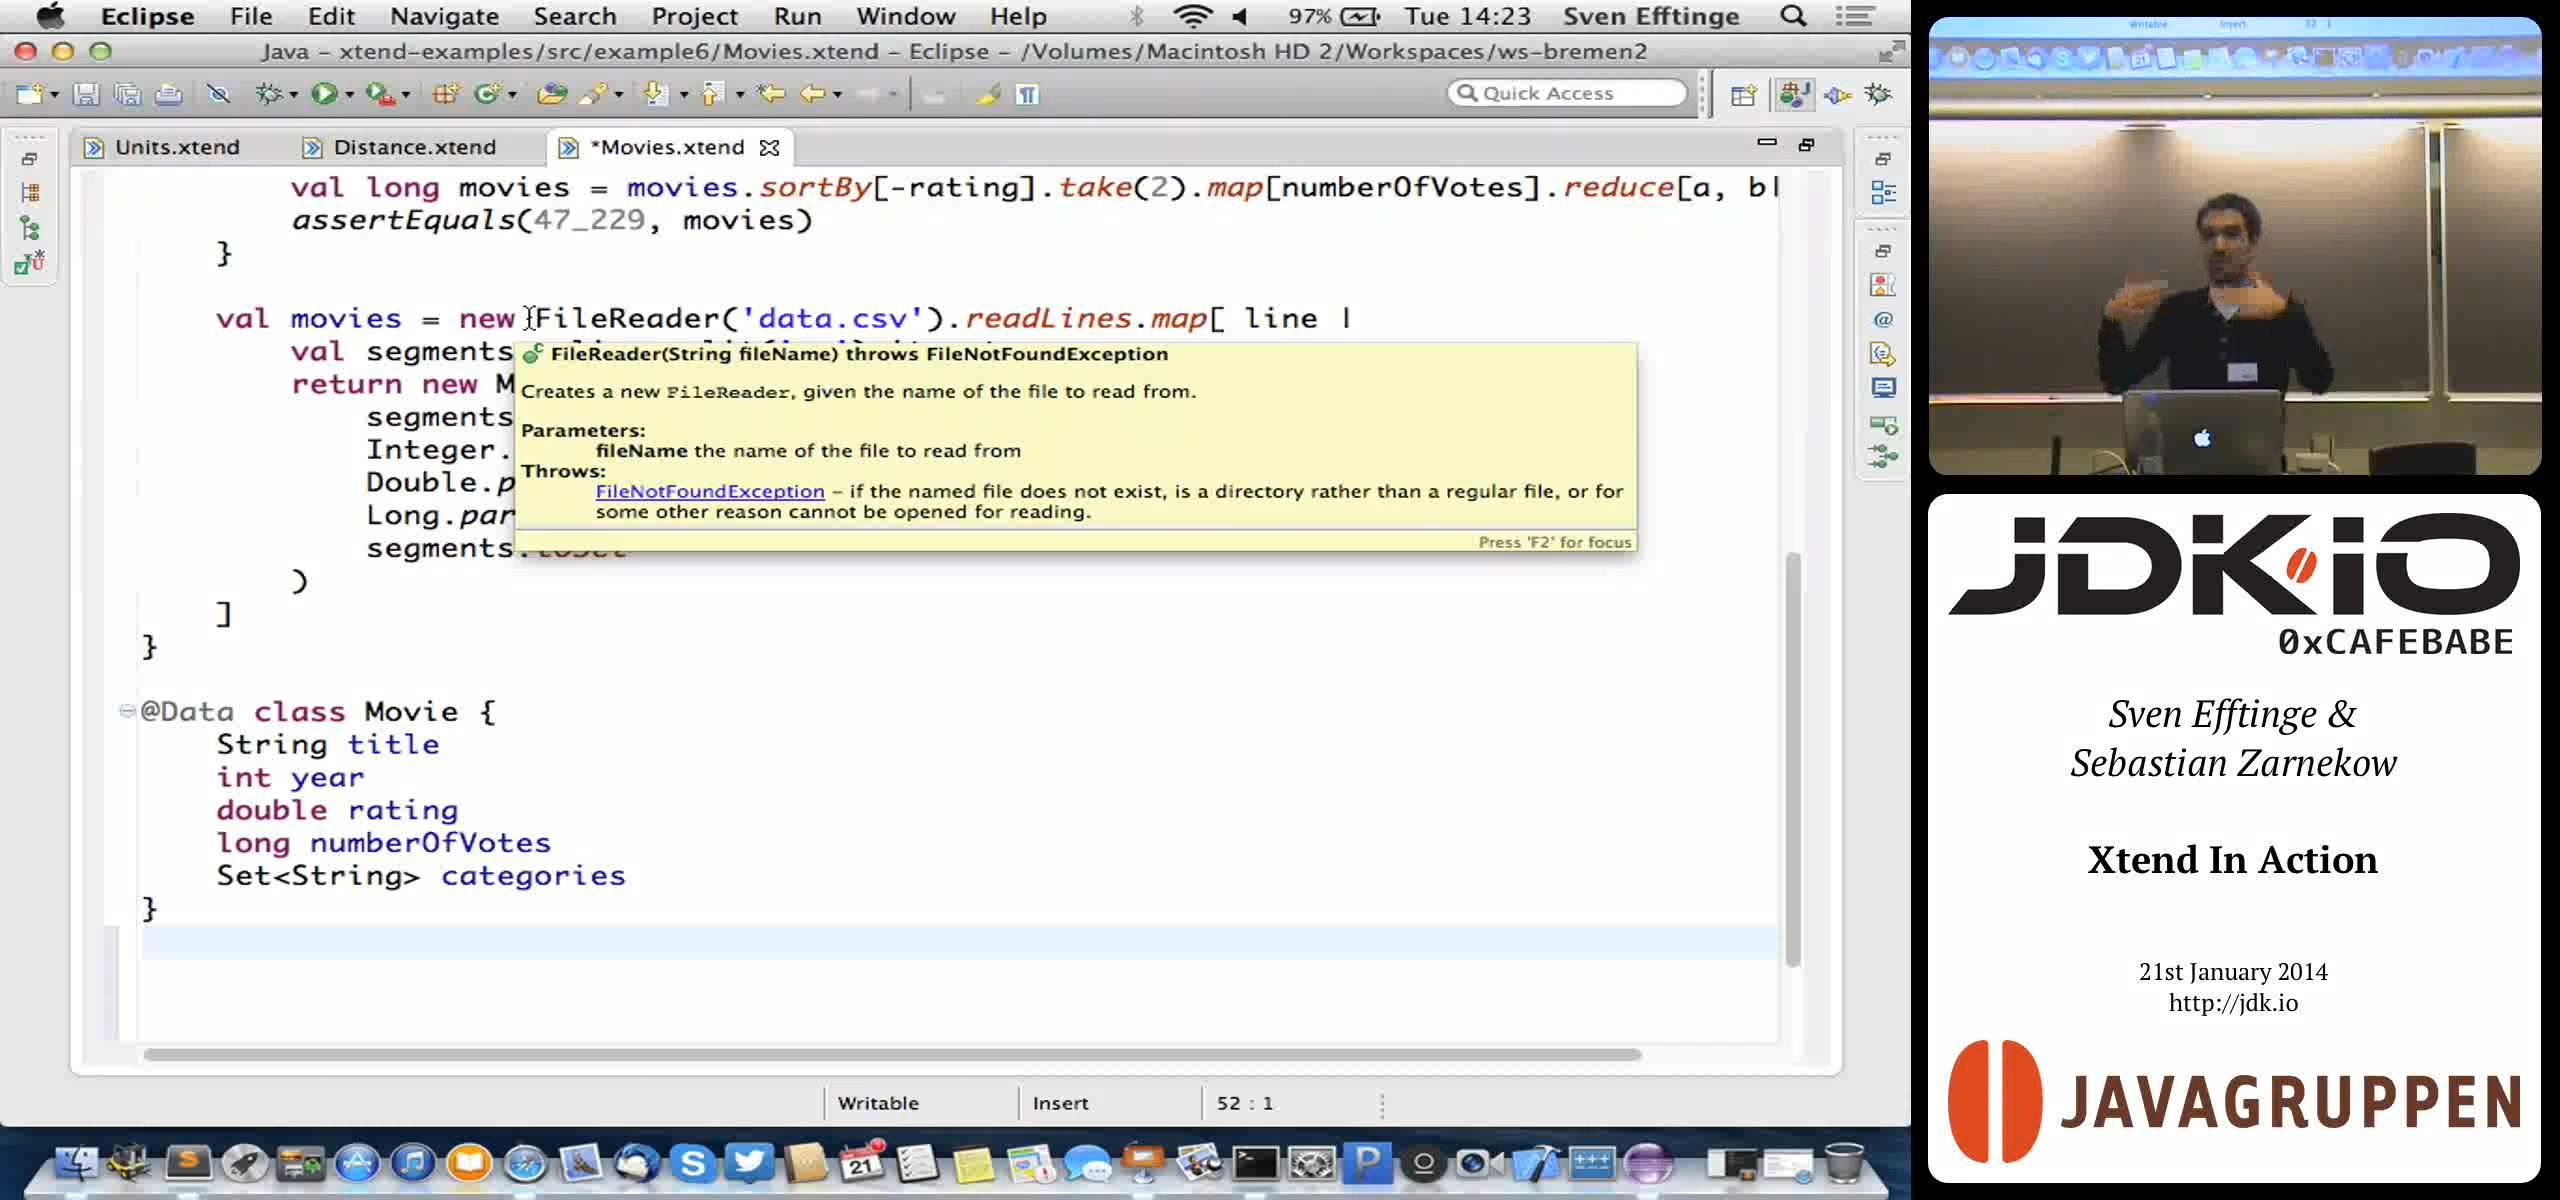 Eclipse File Edit Navigate Search Project Run Window Help 97% Tue 14:23 Sven Efftinge
Java – xtend-examples/src/example6/Movies.xtend – Eclipse – /Volumes/Macintosh HD 2/Workspaces/ws-bremen2
Quick Access
Units.xtend Distance.xtend *Movies.xtend
val long movies = movies.sortBy[-rating].take(2).map[numberOfVotes].reduce[a, b|
assertEquals(47_229, movies)
}
val movies = new FileReader('data.csv').readLines.map[ line |
val segments
return new M
segments
Integer.
Double.p
Long.par
segments.toSet
)
]
}
FileReader(String fileName) throws FileNotFoundException
Creates a new FileReader, given the name of the file to read from.
Parameters:
fileName the name of the file to read from
Throws:
FileNotFoundException – if the named file does not exist, is a directory rather than a regular file, or for
some other reason cannot be opened for reading.
Press 'F2' for focus
@Data class Movie {
String title
int year
double rating
long numberOfVotes
Set<String> categories
}
Writable Insert 52 : 1
21
Writable Insert 52 : 1
JDK.IO
0xCAFEBABE
Sven Efftinge &
Sebastian Zarnekow
Xtend In Action
21st January 2014
http://jdk.io
JAVAGRUPPEN